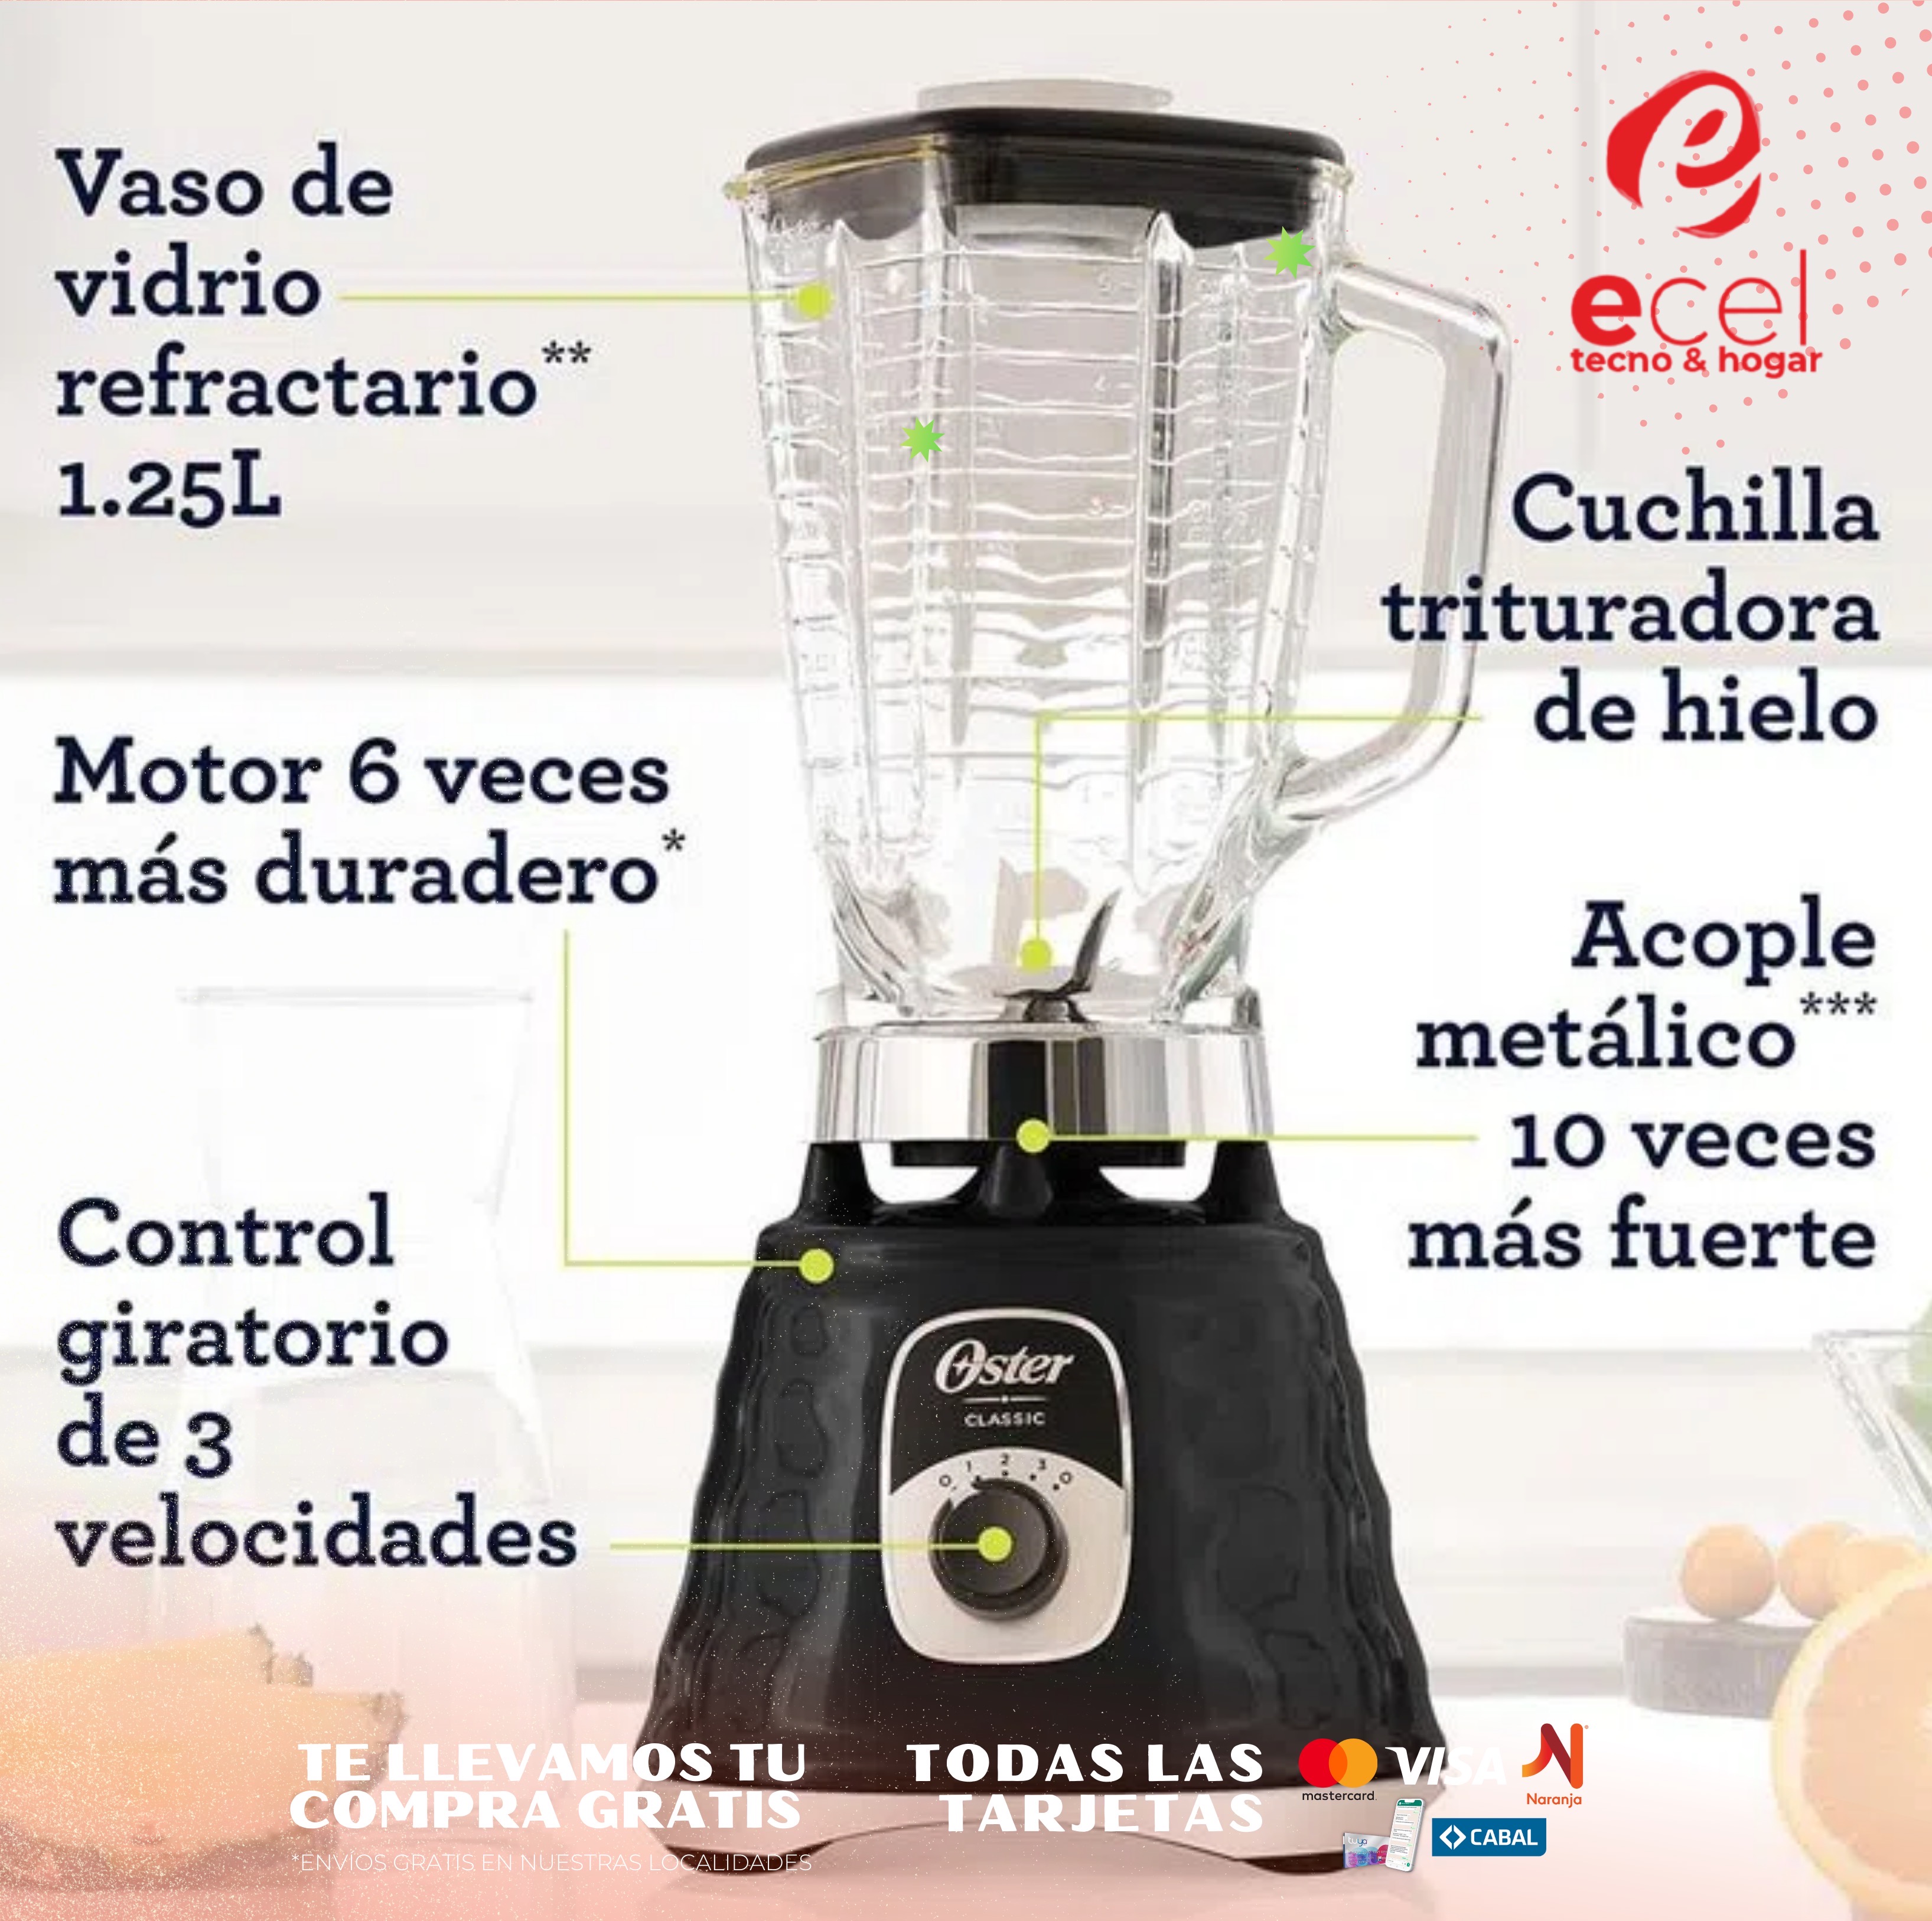 Vaso de
vidrio
refractario**
1.25L
Motor 6 veces
más duradero*
Control
giratorio
de 3
velocidades
ecel
tecno & hogar
Cuchilla
trituradora
de hielo
Acople
metálico***
10 veces
más fuerte
Oster
CLASSIC
0 1 2 3 0
TE LLEVAMOS TU
COMPRA GRATIS
*ENVÍOS GRATIS EN NUESTRAS LOCALIDADES
TODAS LAS
TARJETAS
mastercard
VISA
Naranja
CABAL